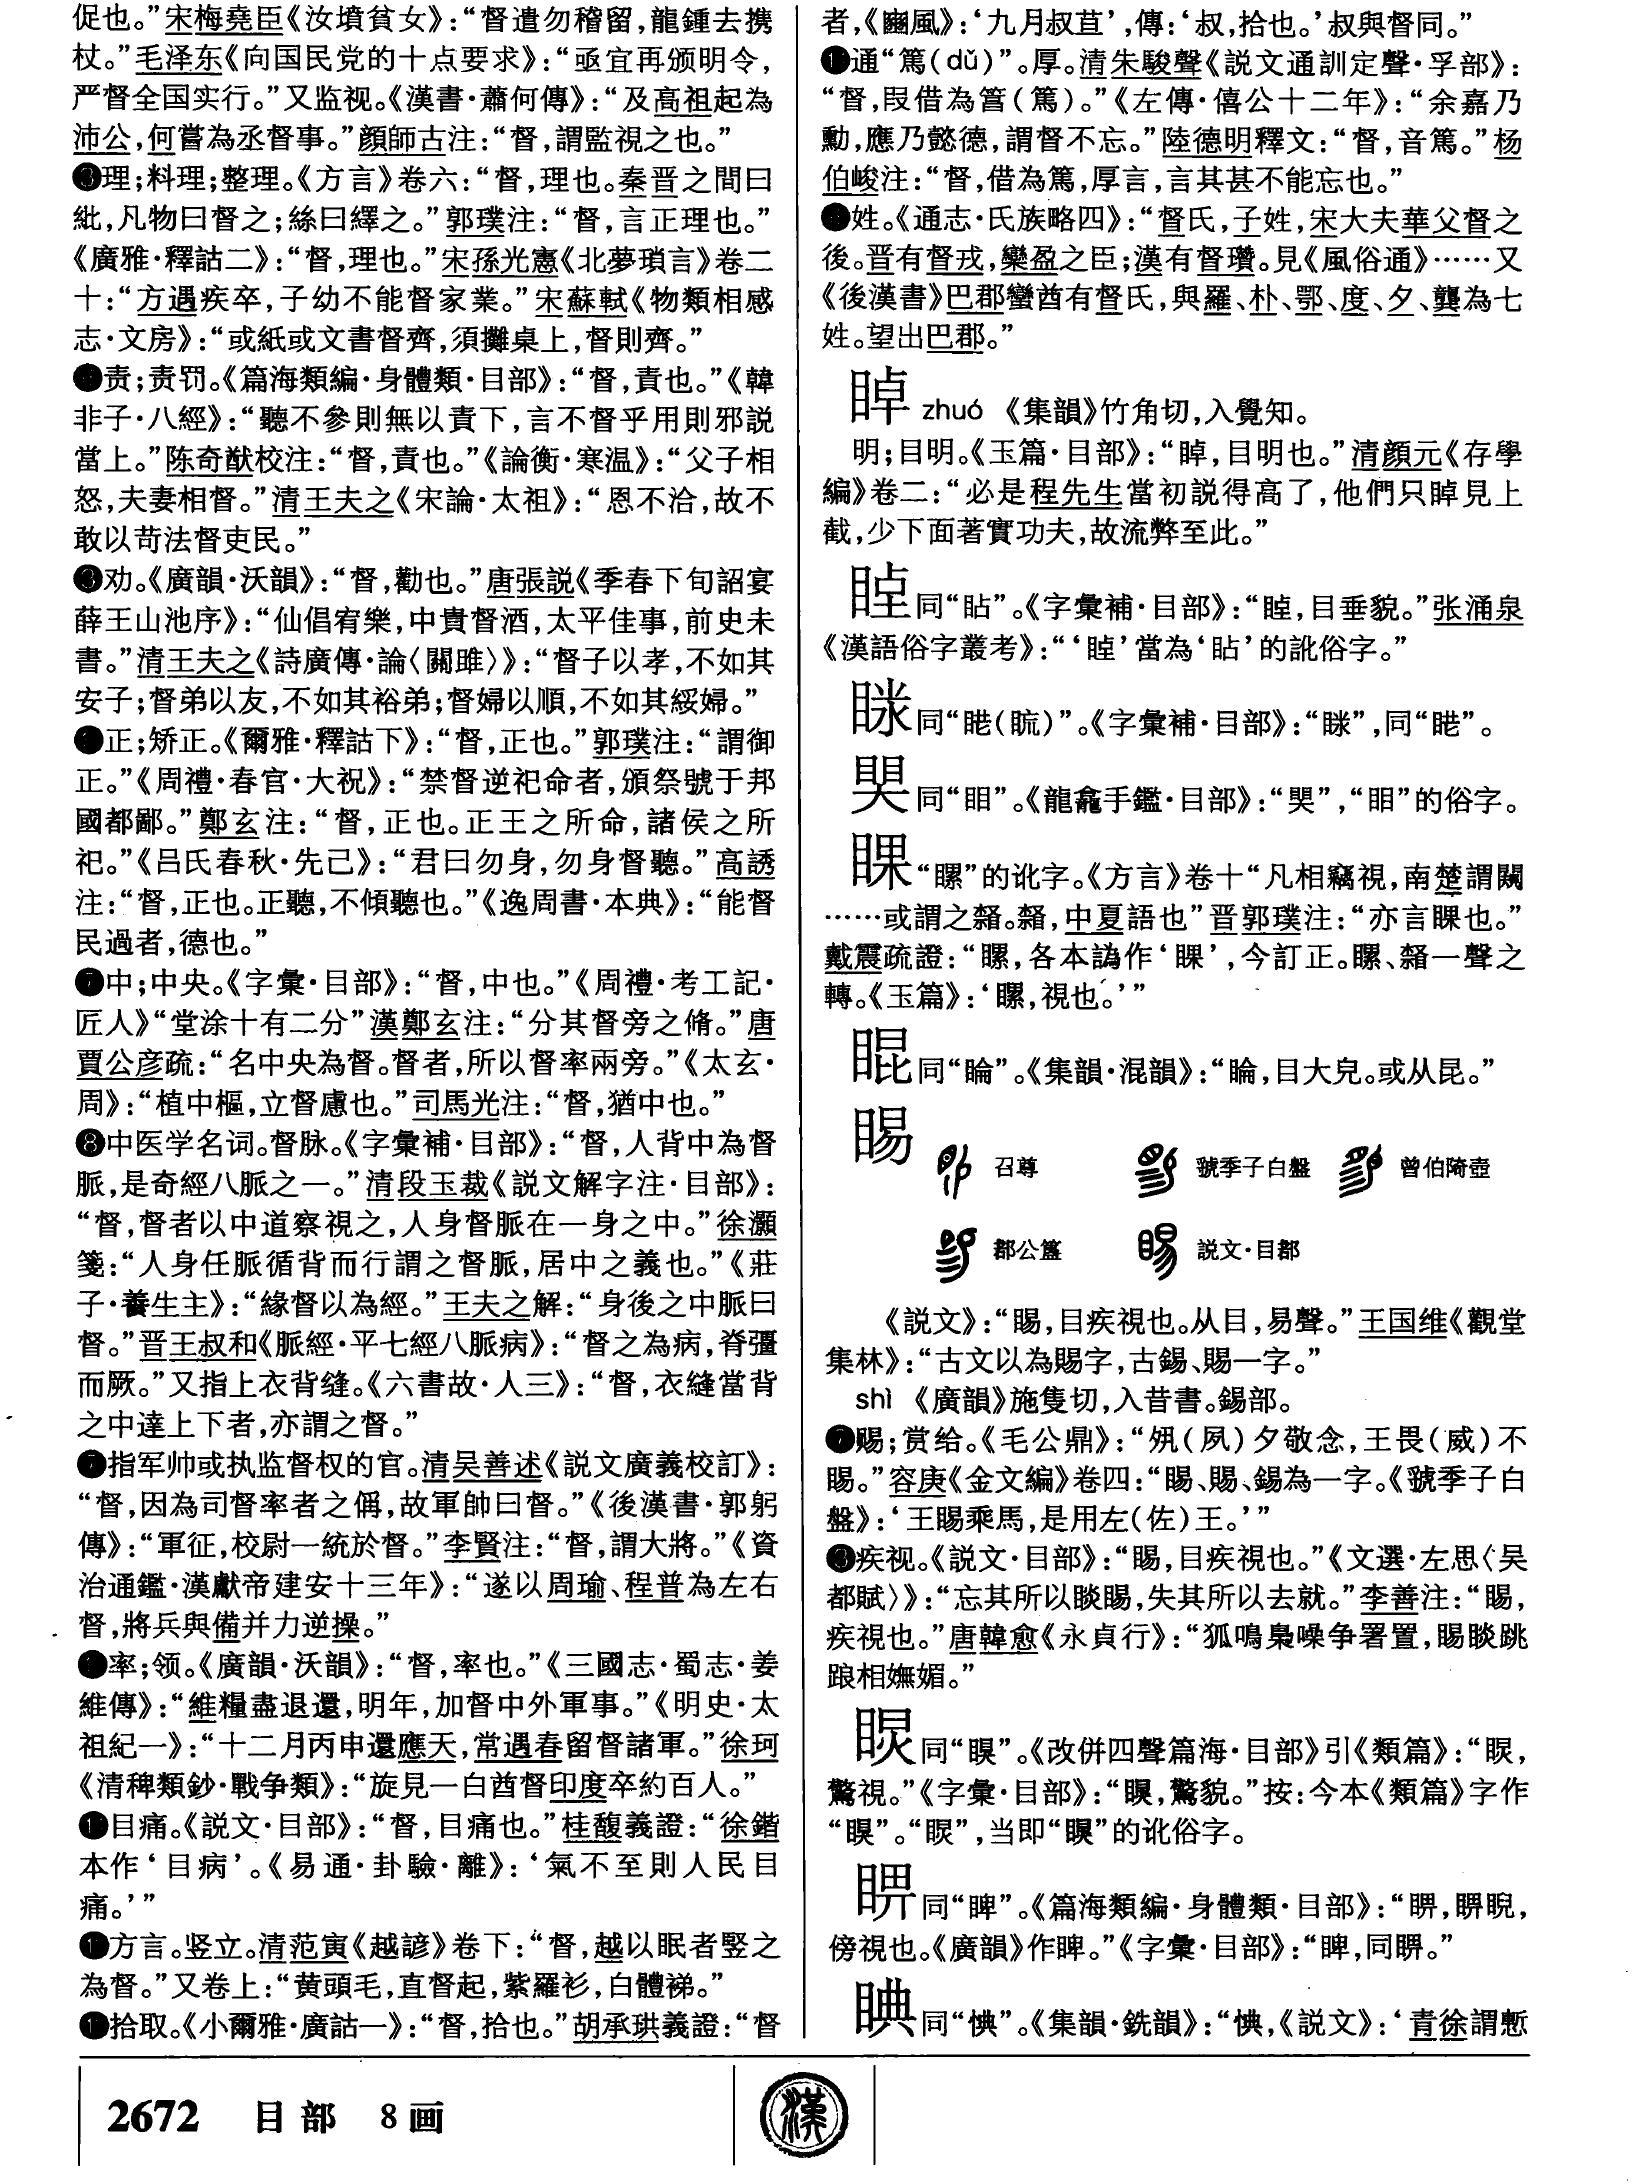 促也。”宋梅堯臣《汝墳貧女》：“督遣勿稽留，龍鍾去携
杖。”毛泽东《向国民党的十点要求》：“亟宜再颁明令，
严督全国实行。”又监视。《漢書·蕭何傳》：“及高祖起為
沛公，何嘗為丞督事。”顔師古注：“督，謂監視之也。”
❸理；料理；整理。《方言》卷六：“督，理也。秦晋之間曰
紕，凡物曰督之；絲曰繹之。”郭璞注：“督，言正理也。”
《廣雅·釋詁二》：“督，理也。”宋孫光憲《北夢瑣言》卷二
十：“方遇疾卒，子幼不能督家業。”宋蘇軾《物類相感
志·文房》：“或紙或文書督齊，須攤桌上，督則齊。”
责；责罚。《篇海類編·身體類·目部》：“督，責也。”《韓
非子·八經》：“聽不參則無以責下，言不督乎用則邪説
當上。”陈奇猷校注：“督，責也。”《論衡·寒温》：“父子相
怒，夫妻相督。”清王夫之《宋論·太祖》：“恩不洽，故不
敢以苛法督吏民。”
劝。《廣韻·沃韻》：“督，勸也。”唐張説《季春下旬詔宴
薛王山池序》：“仙倡宥樂，中貴督酒，太平佳事，前史未
書。”清王夫之《詩廣傳·論〈關雎〉》：“督子以孝，不如其
安子；督弟以友，不如其裕弟；督婦以順，不如其綏婦。”
正；矫正。《爾雅·釋詁下》：“督，正也。”郭璞注：“謂御
正。”《周禮·春官·大祝》：“禁督逆祀命者，頒祭號于邦
國都鄙。”鄭玄注：“督，正也。正王之所命，諸侯之所
祀。”《吕氏春秋·先己》：“君曰勿身，勿身督聽。”高誘
注：“督，正也。正聽，不傾聽也。”《逸周書·本典》：“能督
民過者，德也。”
❼中；中央。《字彙·目部》：“督，中也。”《周禮·考工記·
匠人》“堂涂十有二分”漢鄭玄注：“分其督旁之脩。”唐
賈公彦疏：“名中央為督。督者，所以督率兩旁。”《太玄·
周》：“植中樞，立督慮也。”司馬光注：“督，猶中也。”
❽中医学名词。督脉。《字彙補·目部》：“督，人背中為督
脈，是奇經八脈之一。”清段玉裁《説文解字注·目部》：
“督，督者以中道察視之，人身督脈在一身之中。”徐灝
箋：“人身任脈循背而行謂之督脈，居中之義也。”《莊
子·養生主》：“緣督以為經。”王夫之解：“身後之中脈曰
督。”晋王叔和《脈經·平七經八脈病》：“督之為病，脊彊
而厥。”又指上衣背缝。《六書故·人三》：“督，衣縫當背
之中達上下者，亦謂之督。”
指军帅或执监督权的官。清吴善述《説文廣義校訂》：
“督，因為司督率者之偁，故軍帥曰督。”《後漢書·郭躬
傳》：“軍征，校尉一統於督。”李賢注：“督，謂大將。”《資
治通鑑·漢獻帝建安十三年》：“遂以周瑜、程普為左右
督，將兵與備并力逆操。”
率；领。《廣韻·沃韻》：“督，率也。”《三國志·蜀志·姜
維傳》：“維糧盡退還，明年，加督中外軍事。”《明史·太
祖紀一》：“十二月丙申還應天，常遇春留督諸軍。”徐珂
《清稗類鈔·戰争類》：“旋見一白酋督印度卒約百人。”
目痛。《説文·目部》：“督，目痛也。”桂馥義證：“徐鍇
本作‘目病’。《易通·卦驗·離》：‘氣不至則人民目
痛。’”
方言。竖立。清范寅《越諺》卷下：“督，越以眠者竪之
為督。”又卷上：“黄頭毛，直督起，紫羅衫，白體裼。”
拾取。《小爾雅·廣詁一》：“督，拾也。”胡承珙義證：“督
者，《豳風》：‘九月叔苴’，傳：‘叔，拾也。’叔與督同。”
通“篤（dǔ）”。厚。清朱駿聲《説文通訓定聲·孚部》：
“督，叚借為管（篤）。”《左傳·僖公十二年》：“余嘉乃
勳，應乃懿德，謂督不忘。”陸德明釋文：“督，音篤。”杨
伯峻注：“督，借為篤，厚言，言其甚不能忘也。”
姓。《通志·氏族略四》：“督氏，子姓，宋大夫華父督之
後。晋有督戎，欒盈之臣；漢有督瓚。見《風俗通》……又
《後漢書》巴郡蠻酋有督氏，與羅、朴、鄂、度、夕、龔為七
姓。望出巴郡。”
晫 zhuó 《集韻》竹角切，入覺知。
明；目明。《玉篇·目部》：“䁯，目明也。”清顔元《存學
編》卷二：“必是程先生當初説得高了，他們只䁯見上
截，少下面著實功夫，故流弊至此。”
同“眐”。《字彙補·目部》：“，目垂貌。”张涌泉
《漢語俗字叢考》：“‘’當為‘’的訛俗字。”
同“（䀮）”。《字彙補·目部》：“”，同“”。
同“眀”。《龍龕手鑑·目部》：“”，“”的俗字。
睴“瞟”的讹字。《方言》卷十“凡相竊視，南楚謂闚
……或謂之䅩。䅩，中夏語也”晋郭璞注：“亦言睴也。”
戴震疏證：“瞟，各本譌作‘’，今訂正。、一聲之
轉。《玉篇》：‘，視也。’”
睴同“睔”。《集韻·混韻》：“睔，目大皃。或从昆。”
睗
召尊 虢季子白盤 曾伯陭壺
鄀公簋 説文·目部
《説文》：“睗，目疾視也。从目，易聲。”王国维《觀堂
集林》：“古文以為賜字，古錫、賜一字。”
shì 《廣韻》施隻切，入昔書。錫部。
赐；赏给。《毛公鼎》：“𡖊（夙）夕敬念，王畏（威）不
睗。”容庚《金文編》卷四：“睗、賜、錫為一字。《虢季子白
盤》：‘王睗乘馬，是用左（佐）王。’”
疾视。《説文·目部》：“睗，目疾視也。”《文選·左思〈吴
都賦〉》：“忘其所以睒睗，失其所以去就。”李善注：“睗，
疾視也。”唐韓愈《永貞行》：“狐鳴梟噪争署置，睗睒跳
踉相嫵媚。”
同“瞁”。《改併四聲篇海·目部》引《類篇》：“，
驚視。”《字彙·目部》：“瞁，驚貌。”按：今本《類篇》字作
“瞁”。“”，当即“瞁”的讹俗字。
同“睥”。《篇海類編·身體類·目部》：“，睨，
傍視也。《廣韻》作睥。”《字彙·目部》：“睥，同。”
睓同“惉”。《集韻·銑韻》：“，《説文》：‘青徐謂慙
2672 目部 8画
漢